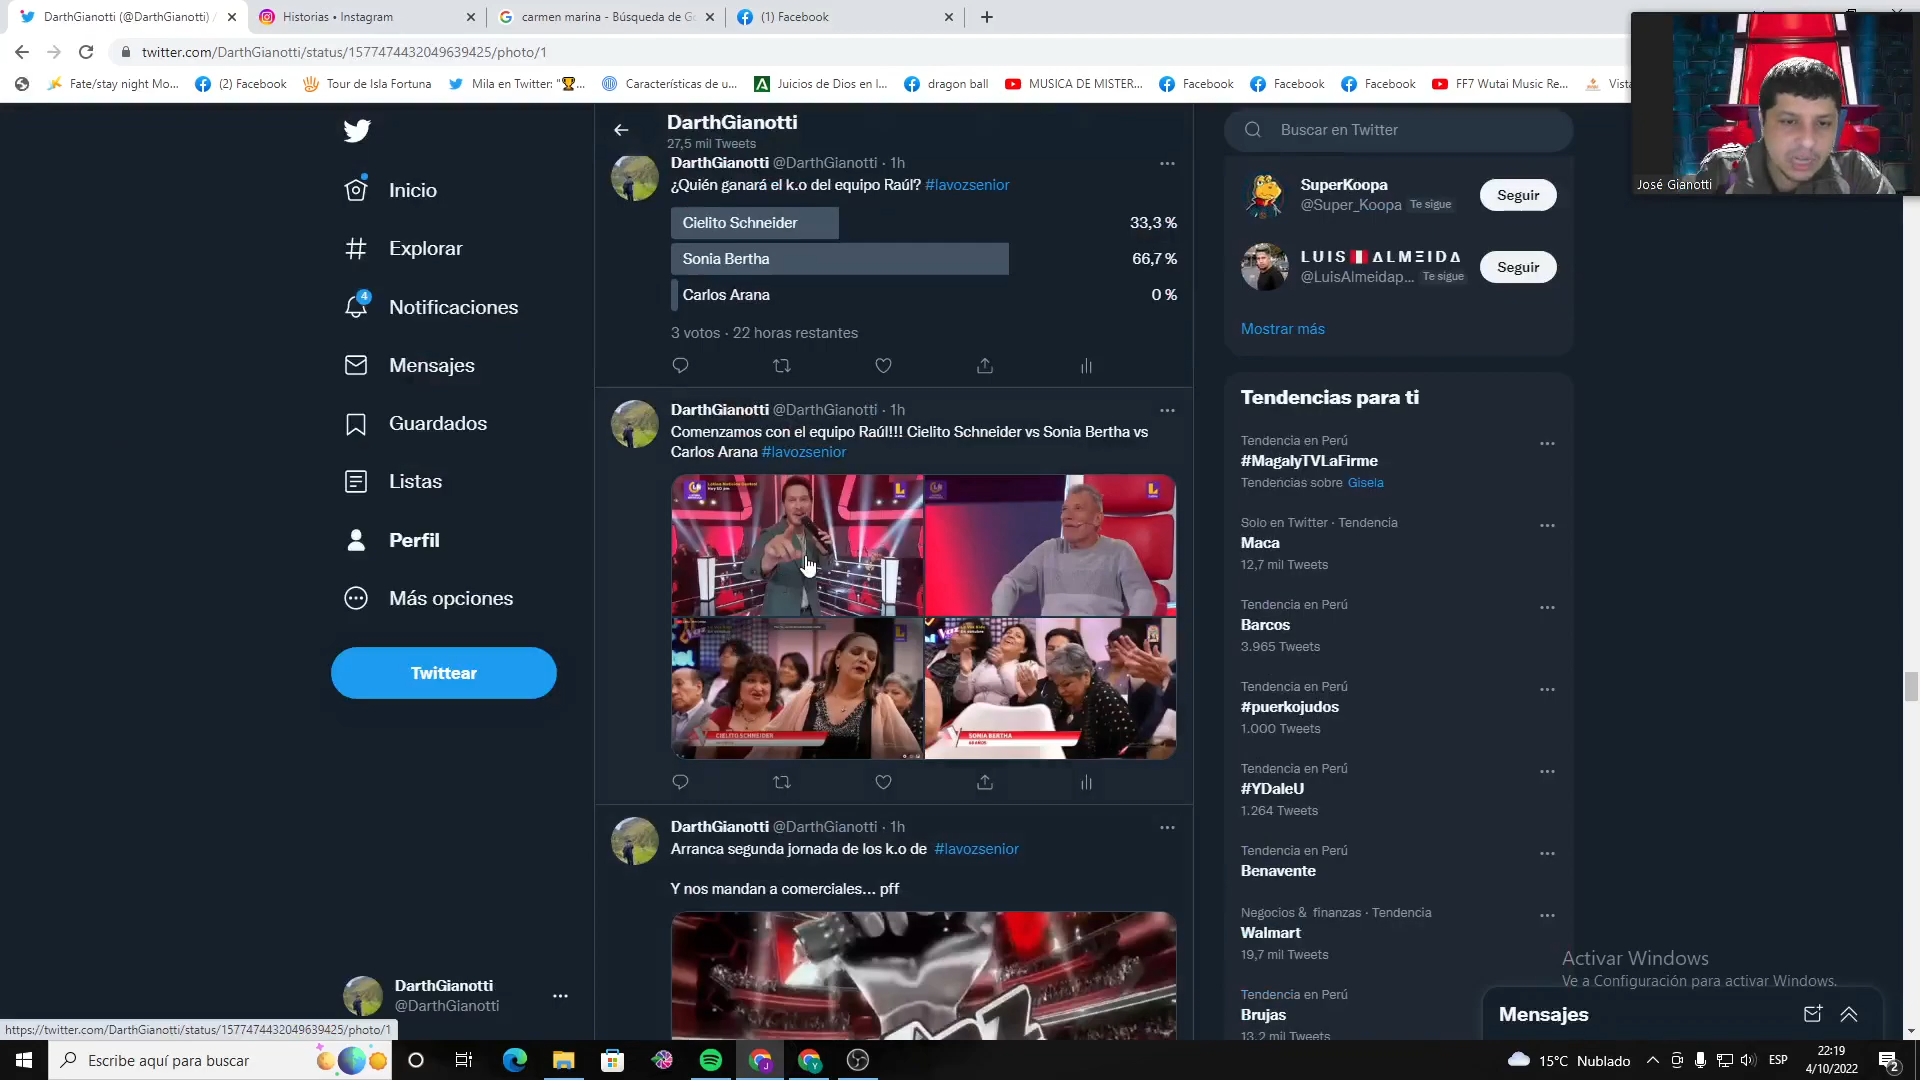 DarthGianotti (@DarthGianotti) /
Historias • Instagram
carmen marina - Búsqueda de Go
(1) Facebook
twitter.com/DarthGianotti/status/1577474432049639425/photo/1
Fate/stay night Mo...
(2) Facebook
Tour de Isla Fortuna
Mila en Twitter: "🏆...
Características de u...
Juicios de Dios en l...
dragon ball
MUSICA DE MISTER...
Facebook
Facebook
Facebook
FF7 Wutai Music Re...
José Gianotti
Inicio
Explorar
4
Notificaciones
Mensajes
Guardados
Listas
Perfil
Más opciones
Twittear
DarthGianotti
@DarthGianotti
https://twitter.com/DarthGianotti/status/1577474432049639425/photo/1
DarthGianotti
27,5 mil Tweets
DarthGianotti @DarthGianotti · 1h
¿Quién ganará el k.o del equipo Raúl? #lavozsenior
Cielito Schneider 33,3 %
Sonia Bertha 66,7 %
Carlos Arana 0 %
3 votos · 22 horas restantes
DarthGianotti @DarthGianotti · 1h
Comenzamos con el equipo Raúl!!! Cielito Schneider vs Sonia Bertha vs
Carlos Arana #lavozsenior
CIELITO SCHNEIDER
SONIA BERTHA
DarthGianotti @DarthGianotti · 1h
Arranca segunda jornada de los k.o de #lavozsenior
Y nos mandan a comerciales... pff
Buscar en Twitter
SuperKoopa
@Super_Koopa Te sigue
Seguir
L U I S 🇵🇪 Λ L M Ξ I D Λ
@LuisAlmeidap... Te sigue
Seguir
Mostrar más
Tendencias para ti
Tendencia en Perú
#MagalyTVLaFirme
Tendencias sobre Gisela
Solo en Twitter · Tendencia
Maca
12,7 mil Tweets
Tendencia en Perú
Barcos
3.965 Tweets
Tendencia en Perú
#puerkojudos
1.000 Tweets
Tendencia en Perú
#YDaleU
1.264 Tweets
Tendencia en Perú
Benavente
Negocios & finanzas · Tendencia
Walmart
19,7 mil Tweets
Tendencia en Perú
Brujas
13,2 mil Tweets
Activar Windows
Ve a Configuración para activar Windows.
Mensajes
Escribe aquí para buscar
15°C Nublado
ESP
22:19
4/10/2022
2